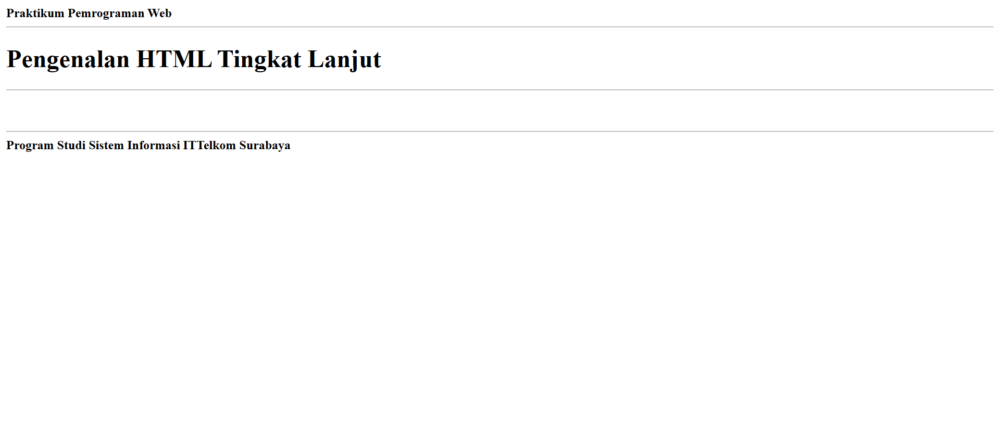 Praktikum Pemrograman Web
Pengenalan HTML Tingkat Lanjut
Program Studi Sistem Informasi ITTelkom Surabaya